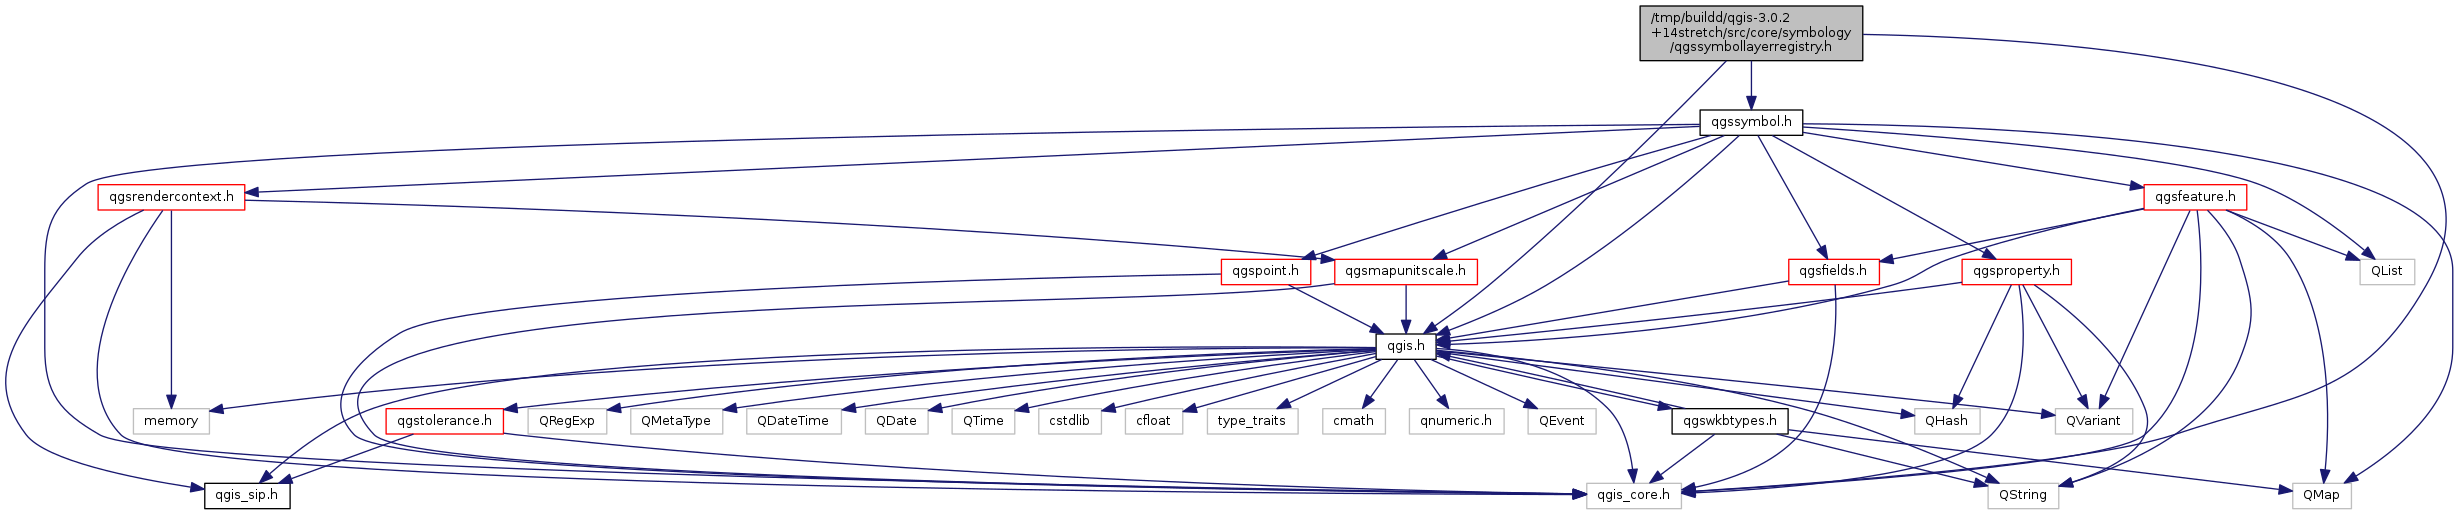 /tmp/buildd/qgis-3.0.2
+14stretch/src/core/symbology
/qgssymbollayerregistry.h
qgssymbol.h
qgsrendercontext.h
qgsfeature.h
qgspoint.h
qgsmapunitscale.h
qgsfields.h
qgsproperty.h
QList
qgis.h
memory
qgstolerance.h
QRegExp
QMetaType
QDateTime
QDate
QTime
cstdlib
cfloat
type_traits
cmath
qnumeric.h
QEvent
qgswkbtypes.h
QHash
QVariant
qgis_sip.h
qgis_core.h
QString
QMap